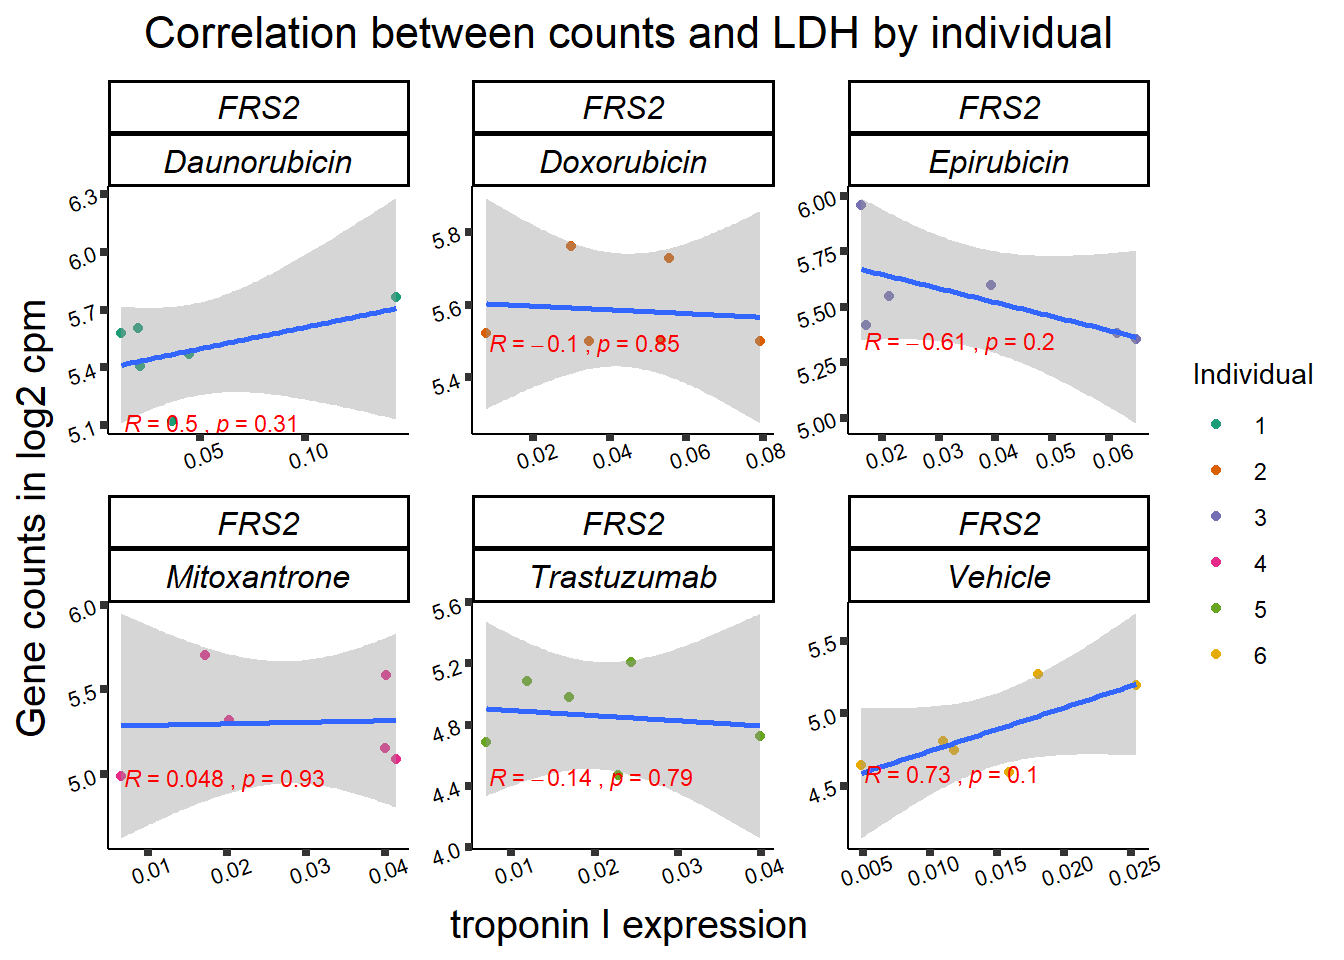 Correlation between counts and LDH by individual
FRS2
Daunorubicin
6.3
6.0
5.7
5.4
5.1
R = 0.5 , p = 0.31
0.05
0.10
FRS2
Doxorubicin
5.8
5.6
5.4
R = −0.1 , p = 0.85
0.02
0.04
0.06
0.08
FRS2
Epirubicin
6.00
5.75
5.50
5.25
5.00
R = −0.61 , p = 0.2
0.02
0.03
0.04
0.05
0.06
FRS2
Mitoxantrone
6.0
5.5
5.0
R = 0.048 , p = 0.93
0.01
0.02
0.03
0.04
FRS2
Trastuzumab
5.6
5.2
4.8
4.4
4.0
R = −0.14 , p = 0.79
0.01
0.02
0.03
0.04
FRS2
Vehicle
5.5
5.0
4.5
R = 0.73 , p = 0.1
0.005
0.010
0.015
0.020
0.025
Gene counts in log2 cpm
troponin I expression
Individual
1
2
3
4
5
6